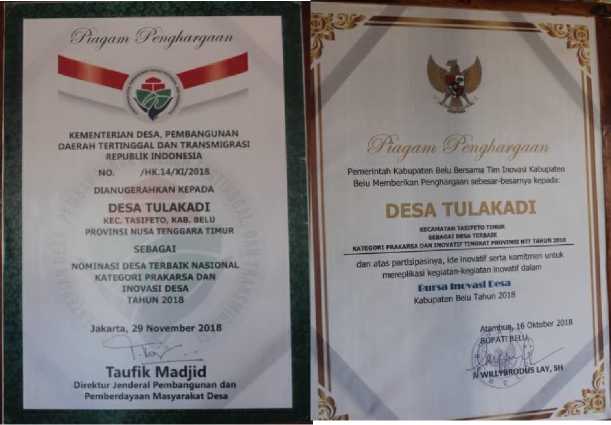 Piagam Penghargaan
KEMENTERIAN DESA, PEMBANGUNAN
DAERAH TERTINGGAL DAN TRANSMIGRASI
REPUBLIK INDONESIA
NO. /HK.14/XI/2018
DIANUGERAHKAN KEPADA
DESA TULAKADI
KEC. TASIFETO, KAB. BELU
PROVINSI NUSA TENGGARA TIMUR
SEBAGAI
NOMINASI DESA TERBAIK NASIONAL
KATEGORI PRAKARSA DAN
INOVASI DESA
TAHUN 2018
Jakarta, 29 November 2018
Taufik Madjid
Direktur Jenderal Pembangunan dan
Pemberdayaan Masyarakat Desa
Piagam Penghargaan
Pemerintah Kabupaten Belu Bersama Tim Inovasi Kabupaten
Belu Memberikan Penghargaan sebesar-besarnya kepada:
DESA TULAKADI
KECAMATAN TASIFETO TIMUR
SEBAGAI DESA TERBAIK
KATEGORI PRAKARSA DAN INOVATIF TINGKAT PROVINSI NTT TAHUN 2018
dan atas partisipasinya, ide inovatif serta komitmen untuk
mereplikasi kegiatan-kegiatan inovatif dalam
Bursa Inovasi Desa
Kabupaten Belu Tahun 2018
Atambua, 16 Oktober 2018
BUPATI BELU
WILLYBRODUS LAY, SH